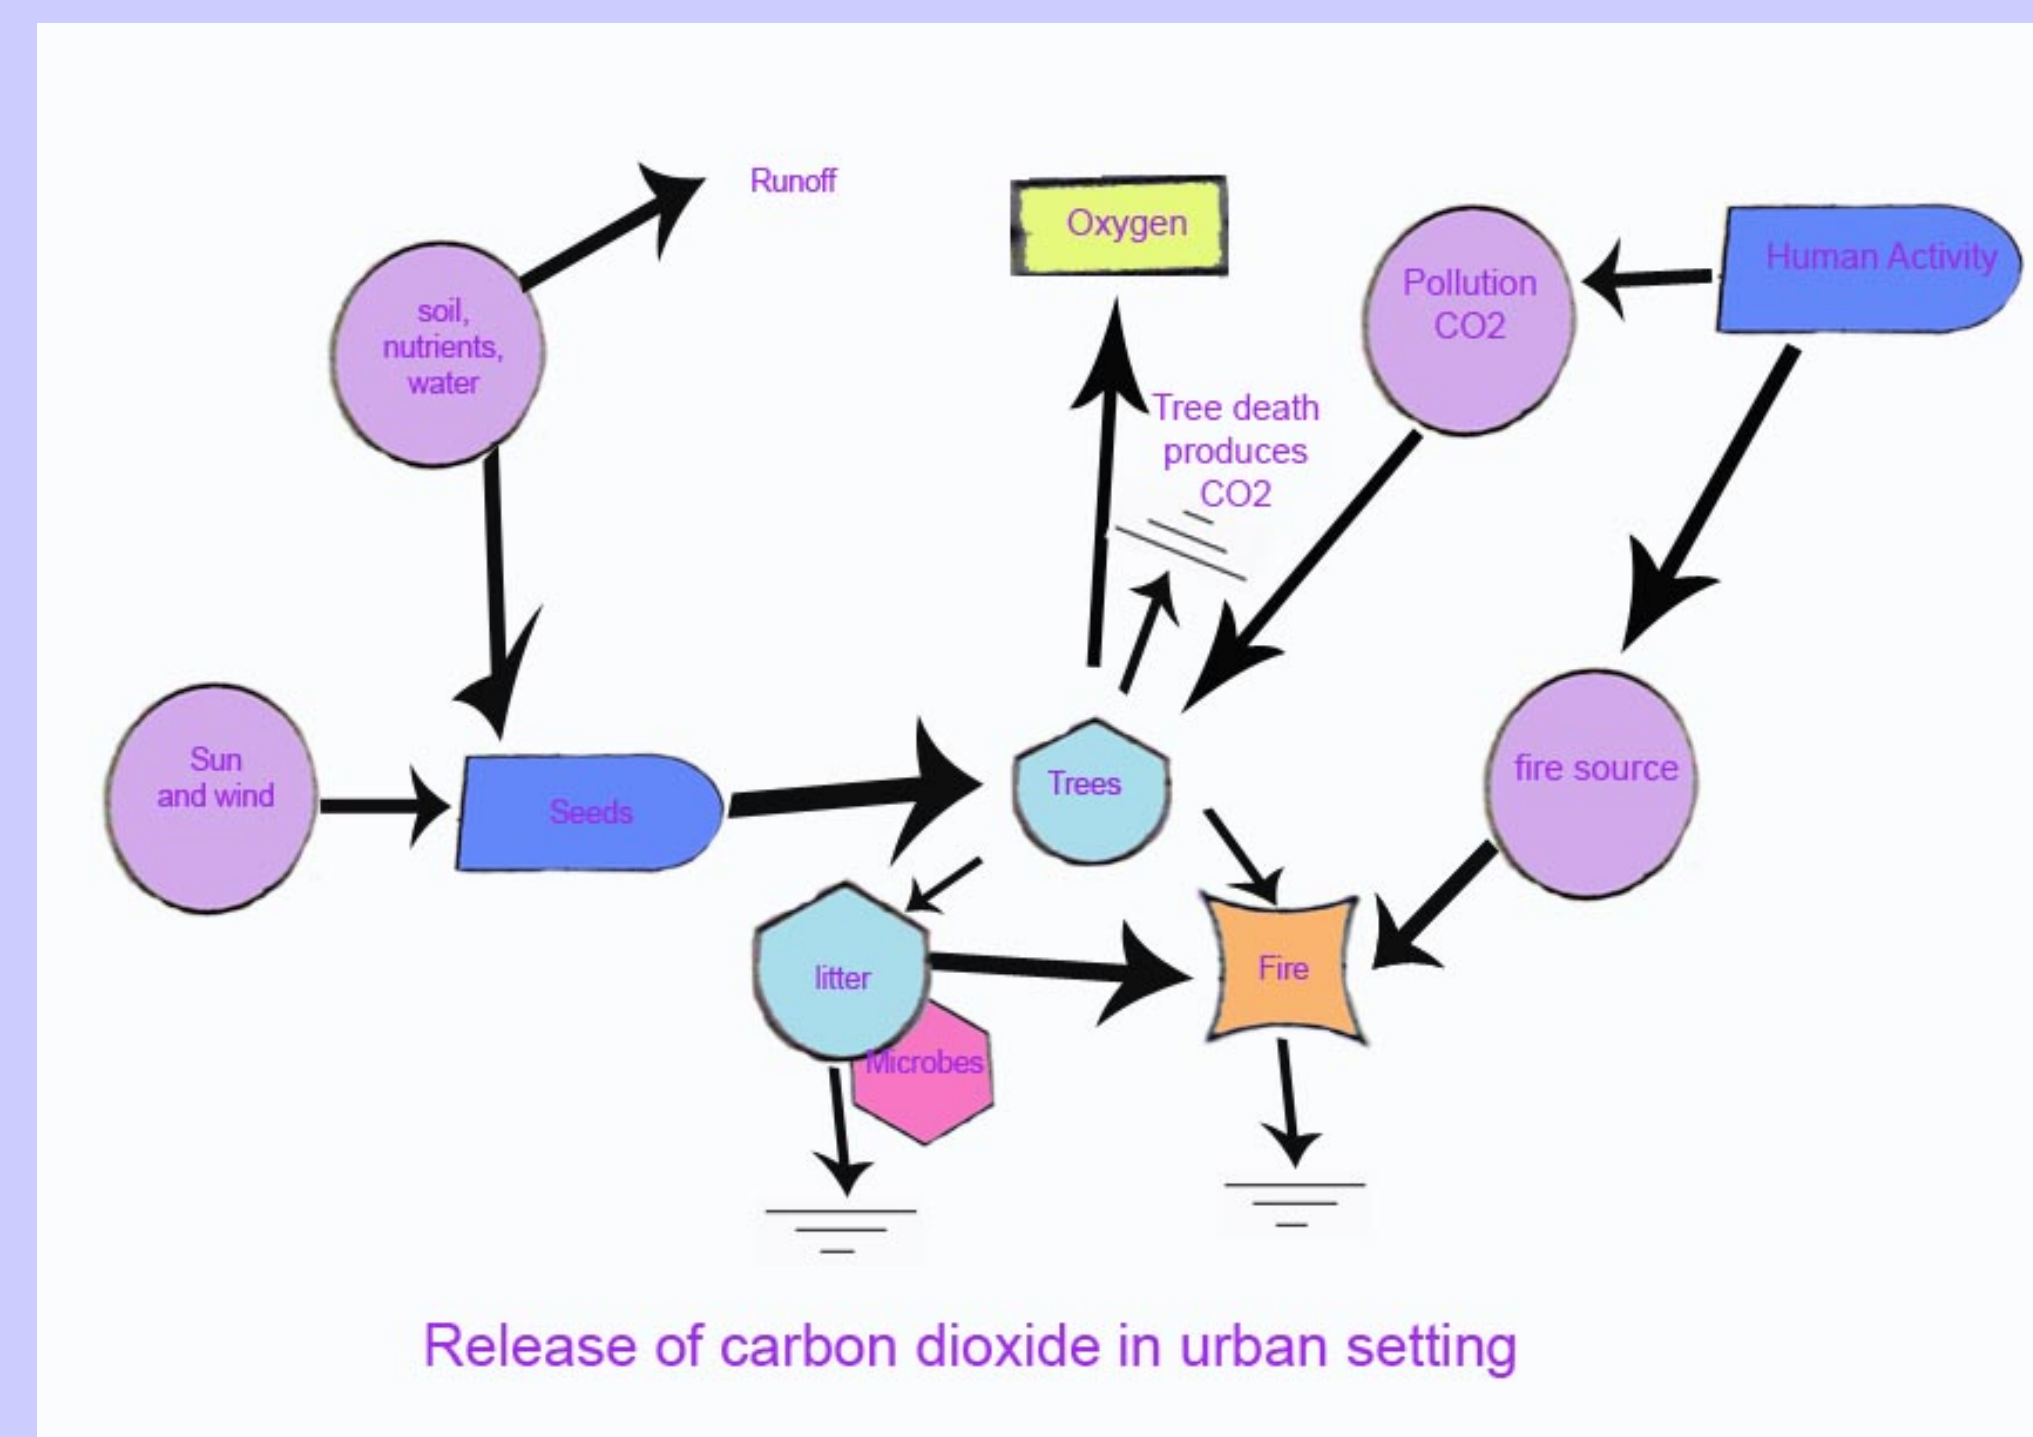 Runoff
Oxygen
Human Activity
Pollution
CO2
soil,
nutrients,
water
Tree death
produces
CO2
Sun
and wind
Seeds
Trees
fire source
litter
Fire
Microbes
Release of carbon dioxide in urban setting